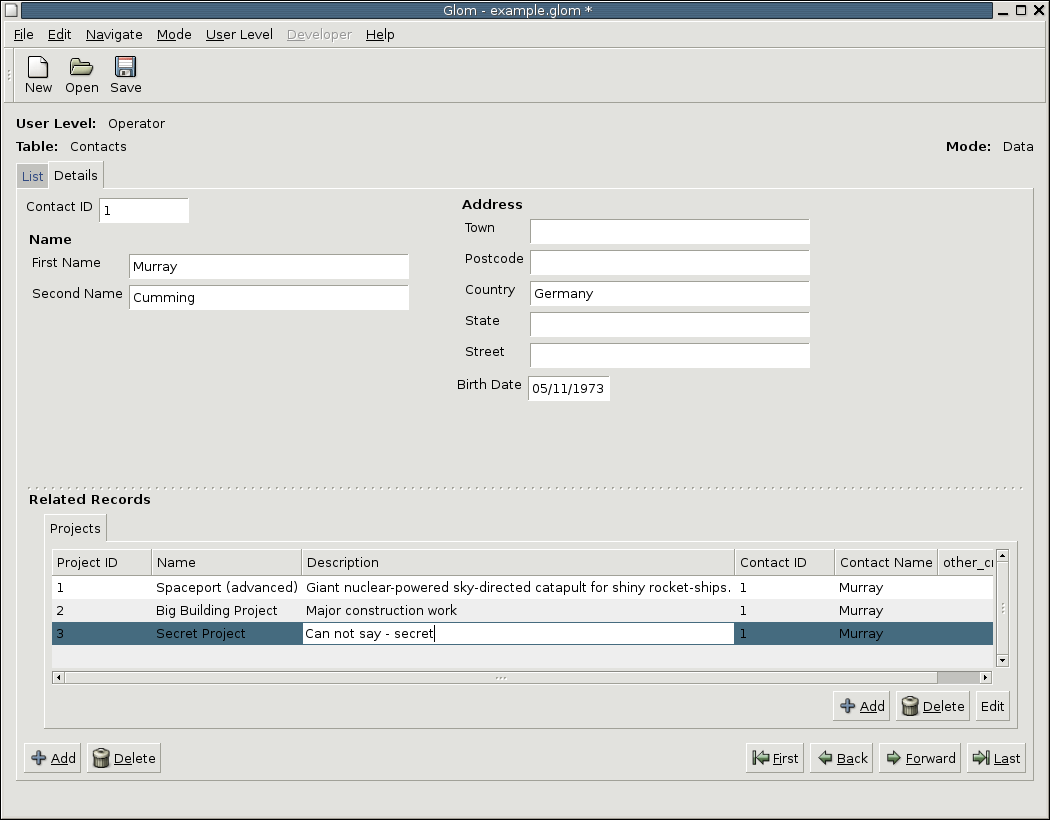 Glom - example.glom *
File Edit Navigate Mode User Level Developer Help
New Open Save
User Level: Operator
Table: Contacts Mode: Data
List Details
Contact ID 1
Name
First Name Murray
Second Name Cumming
Address
Town
Postcode
Country Germany
State
Street
Birth Date 05/11/1973
Related Records
Projects
Project ID Name Description Contact ID Contact Name
1 Spaceport (advanced) Giant nuclear-powered sky-directed catapult for shiny rocket-ships. 1 Murray
2 Big Building Project Major construction work 1 Murray
3 Secret Project Can not say - secret 1 Murray
Add Delete Edit
Add Delete First Back Forward Last